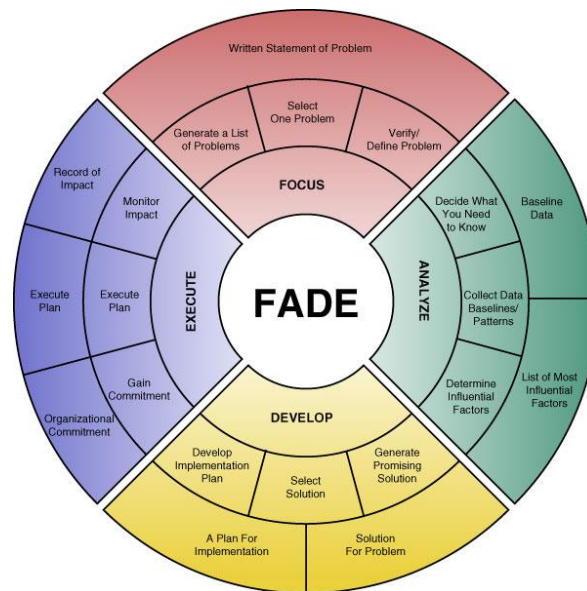 Written Statement of Problem
Generate a List
of Problems
Select
One Problem
Verify/
Define Problem
FOCUS
Decide What
You Need
to Know
Collect Data
Baselines/
Patterns
Determine
Influential
Factors
Baseline
Data
List of Most
Influential
Factors
ANALYZE
FADE
DEVELOP
Generate
Promising
Solution
Select
Solution
Develop
Implementation
Plan
Solution
For Problem
A Plan For
Implementation
EXECUTE
Gain
Commitment
Execute
Plan
Monitor
Impact
Organizational
Commitment
Execute
Plan
Record of
Impact